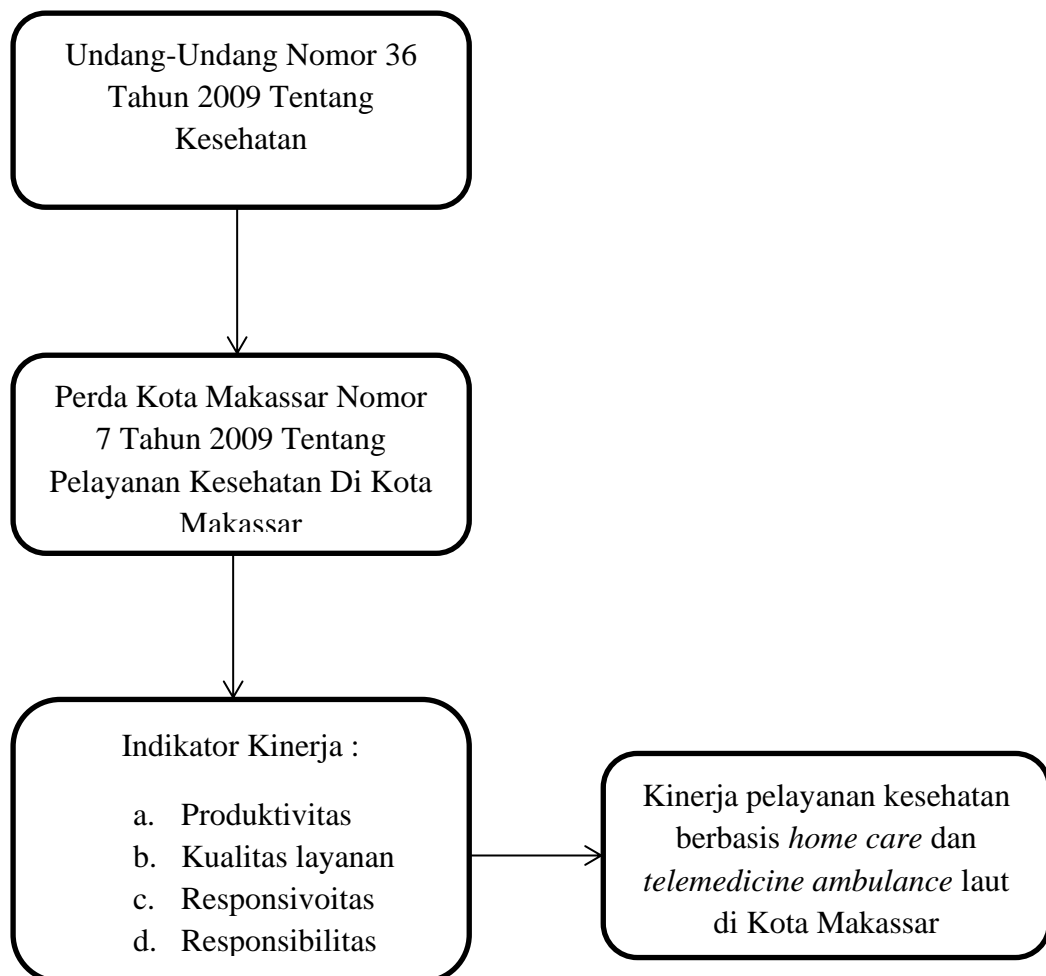 Undang-Undang Nomor 36
Tahun 2009 Tentang
Kesehatan
Perda Kota Makassar Nomor
7 Tahun 2009 Tentang
Pelayanan Kesehatan Di Kota
Makassar
Indikator Kinerja :
a. Produktivitas
b. Kualitas layanan
c. Responsivoitas
d. Responsibilitas
Kinerja pelayanan kesehatan
berbasis home care dan
telemedicine ambulance laut
di Kota Makassar